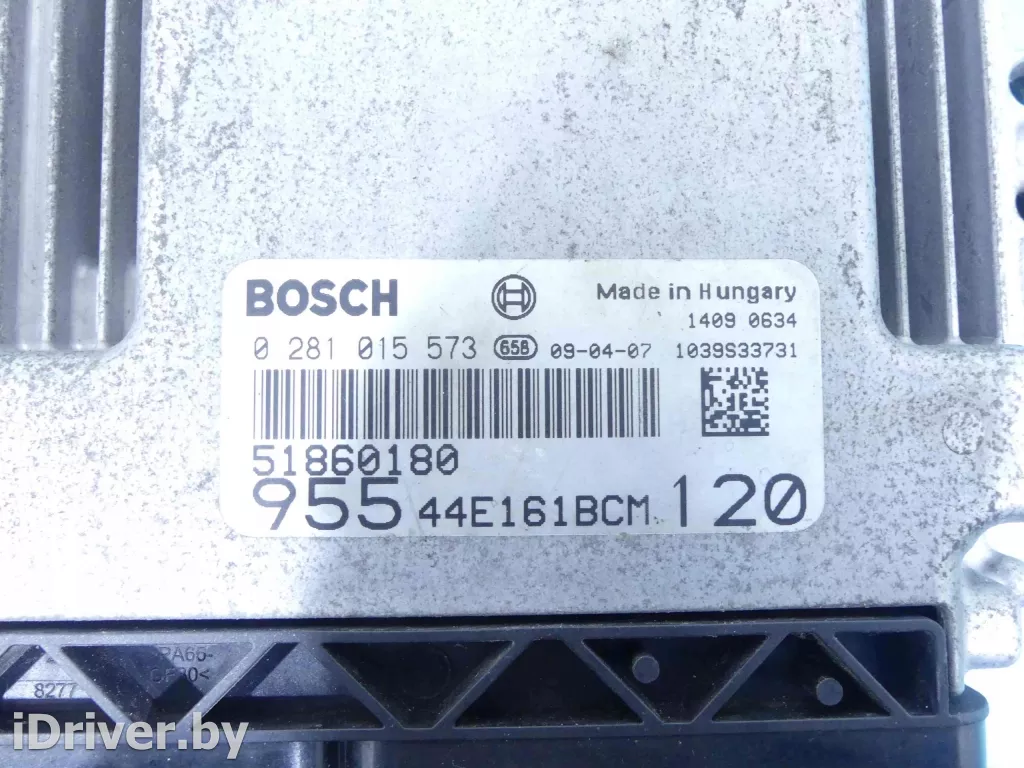 BOSCH
Made in Hungary
1409 0634
0 281 015 573 658 09-04-07 1039S33731
51860180
955 44E161BCM 120
8277
iDriver.by